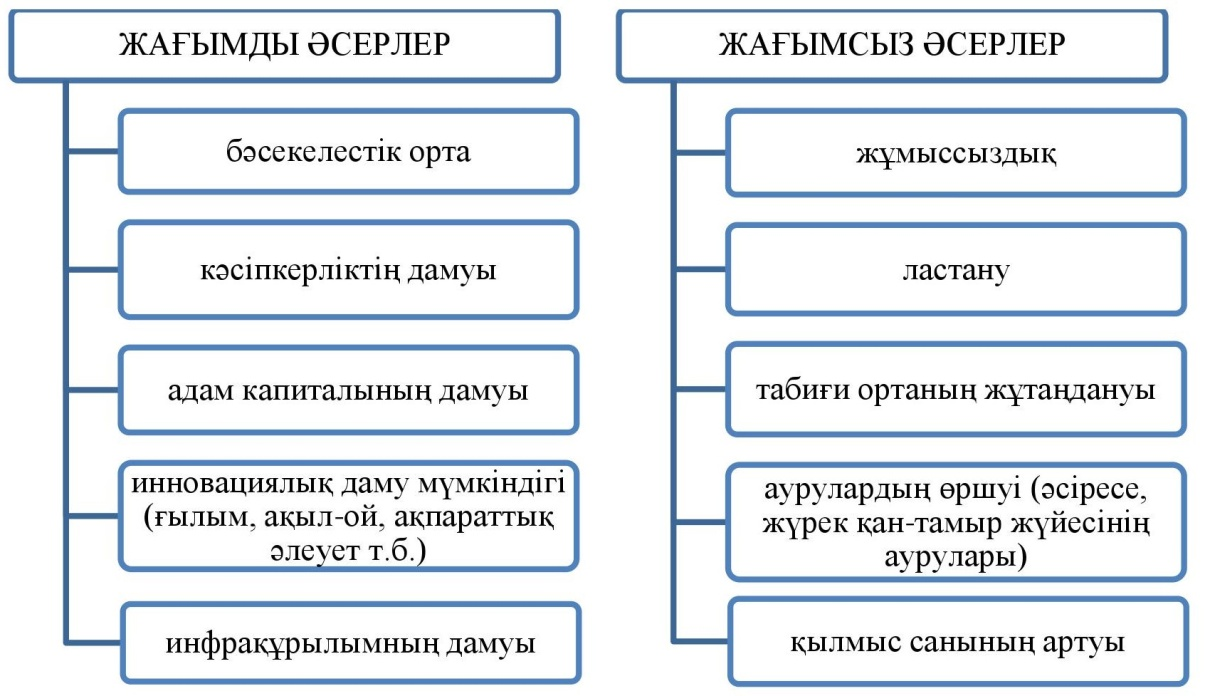 ЖАҒЫМДЫ ӘСЕРЛЕР
бәсекелестік орта
кәсіпкерліктің дамуы
адам капиталының дамуы
инновациялық даму мүмкіндігі
(ғылым, ақыл-ой, ақпараттық
әлеует т.б.)
инфрақұрылымның дамуы
ЖАҒЫМСЫЗ ӘСЕРЛЕР
жұмыссыздық
ластану
табиғи ортаның жұтаңдануы
аурулардың өршуі (әсіресе,
жүрек қан-тамыр жүйесінің
аурулары)
қылмыс санының артуы